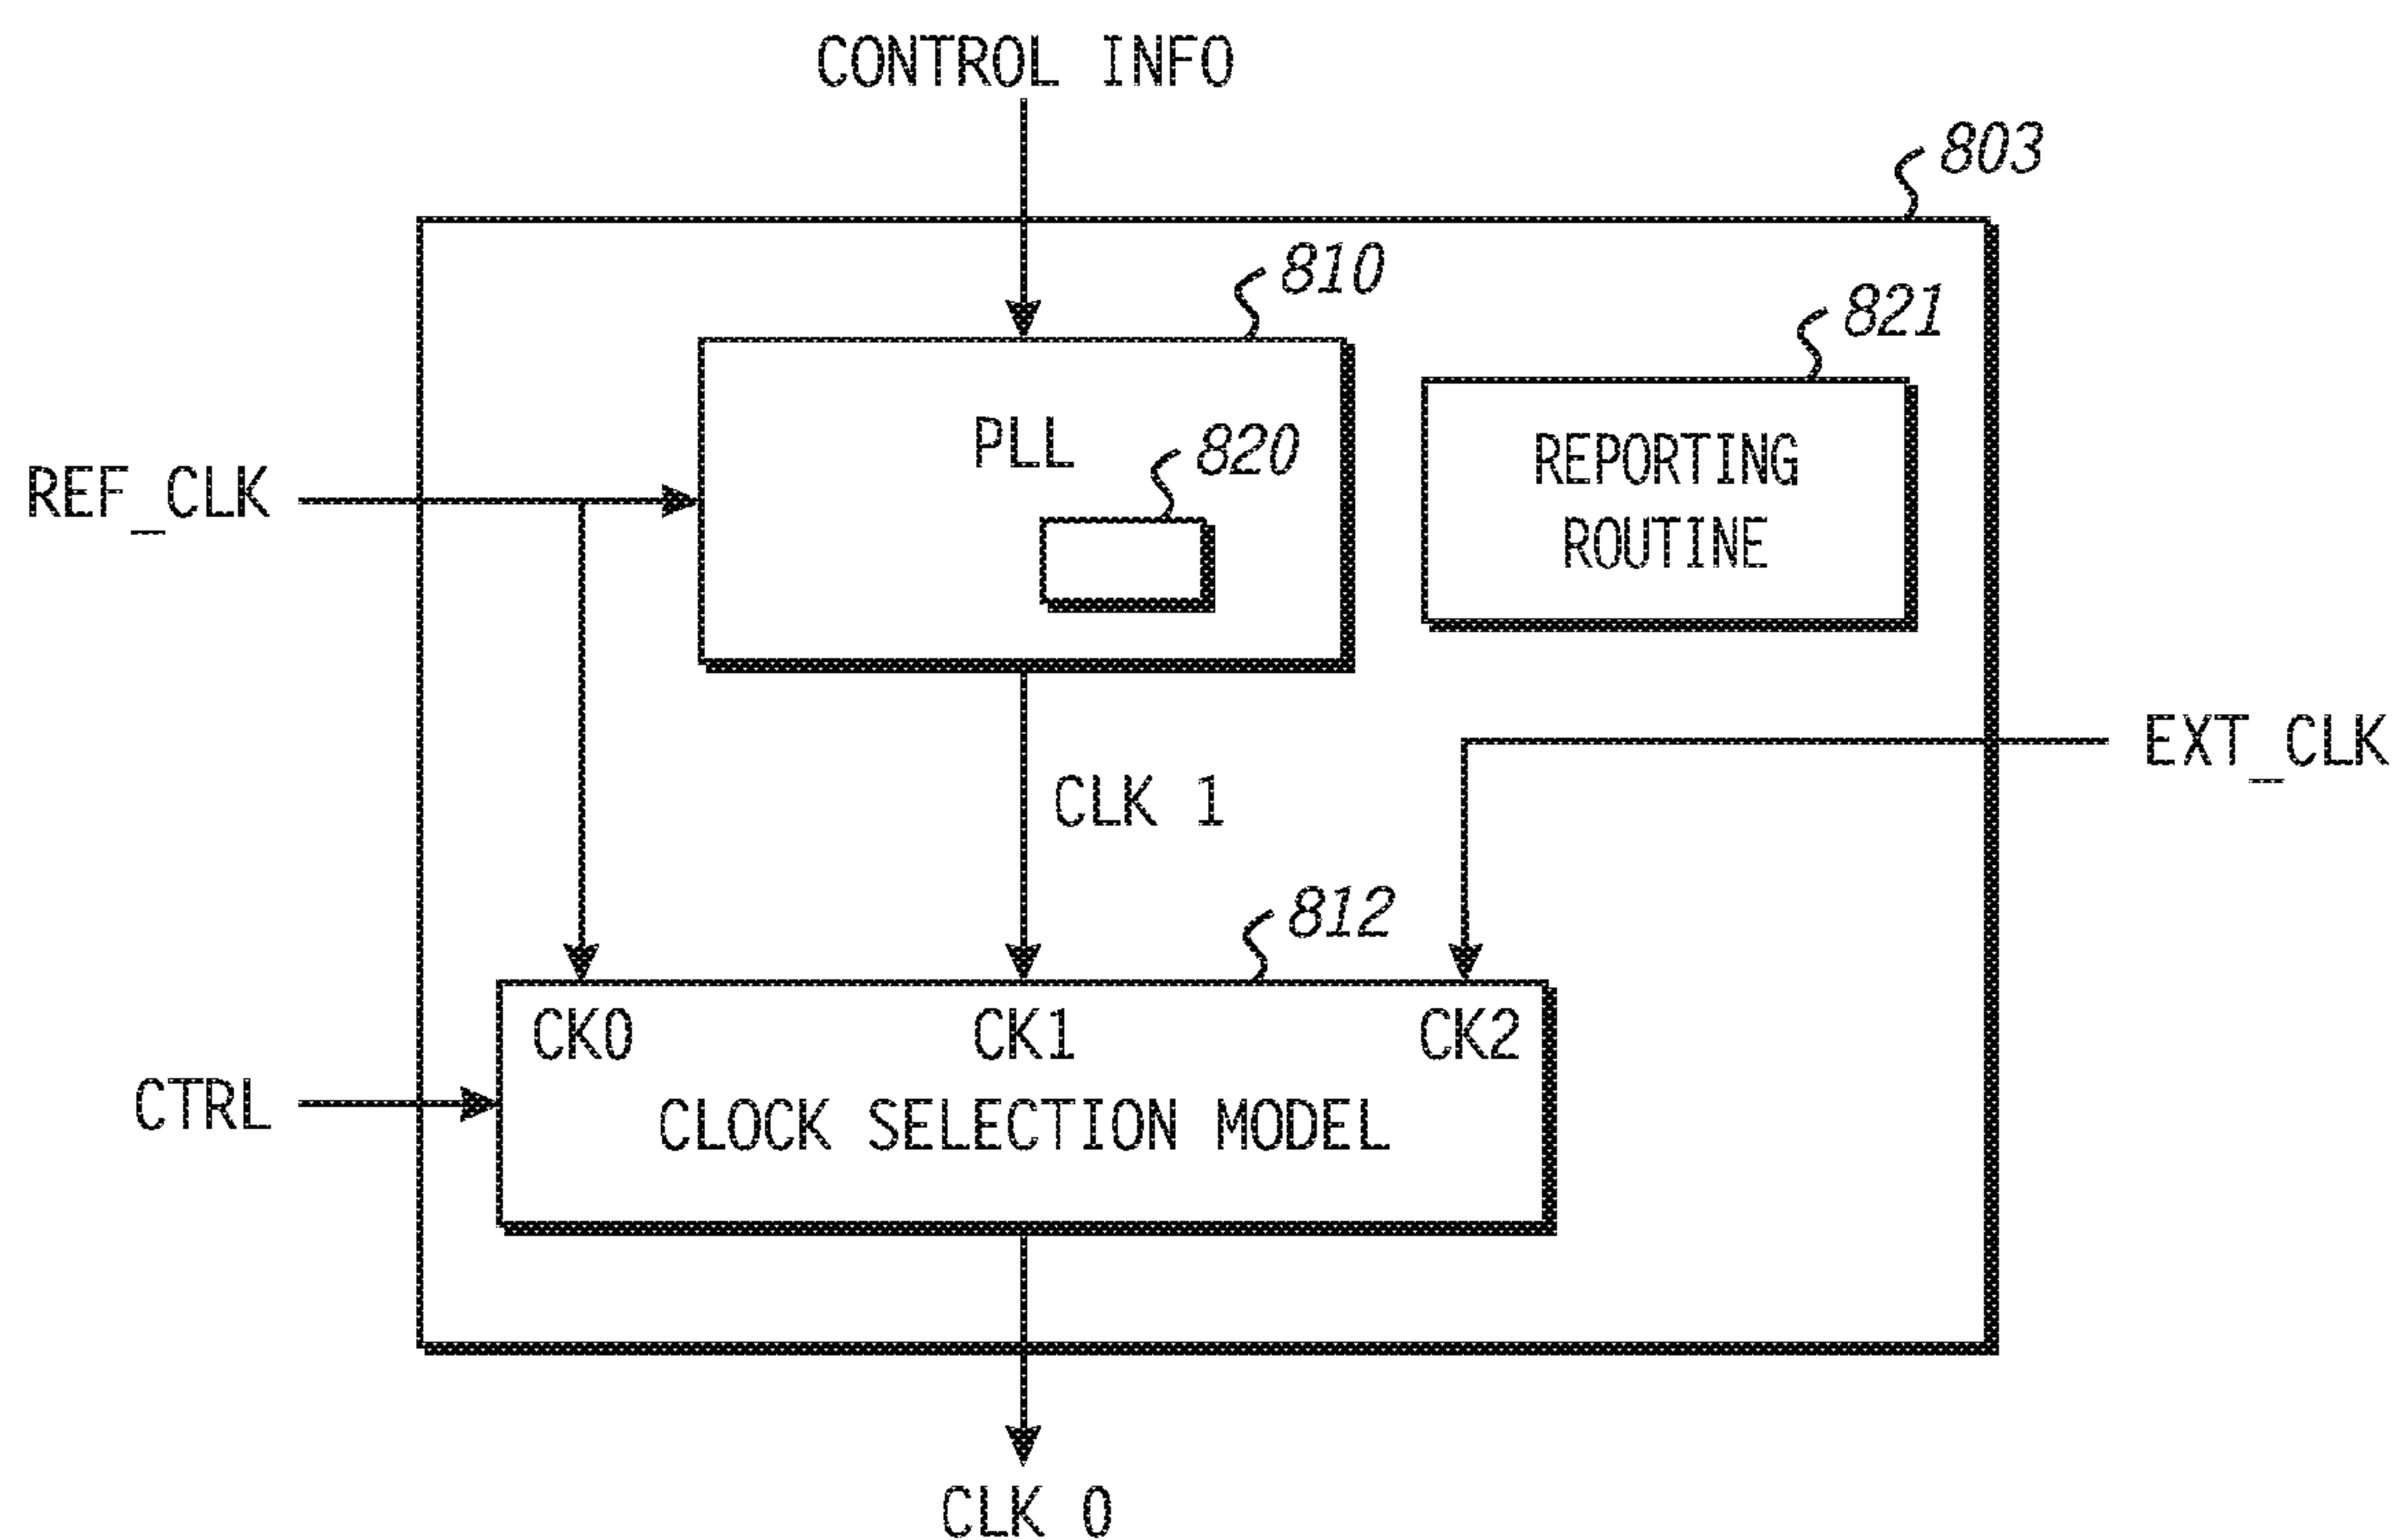 CONTROL INFO
803
810
821
PLL
820
REPORTING
ROUTINE
REF_CLK
EXT_CLK
CLK 1
812
CK0 CK1 CK2
CTRL
CLOCK SELECTION MODEL
CLK 0